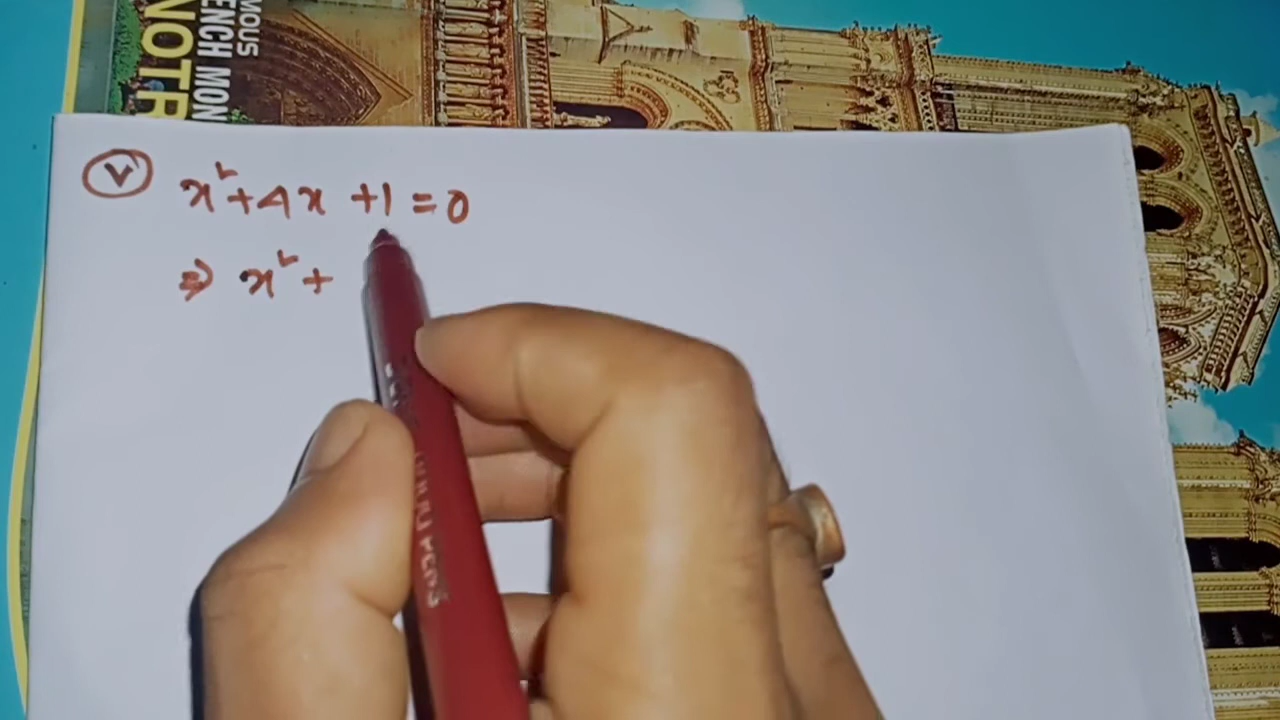 MOUS
ENCH MON
NOTR
ⓥ x² + 4x + 1 = 0
⇒ x² +